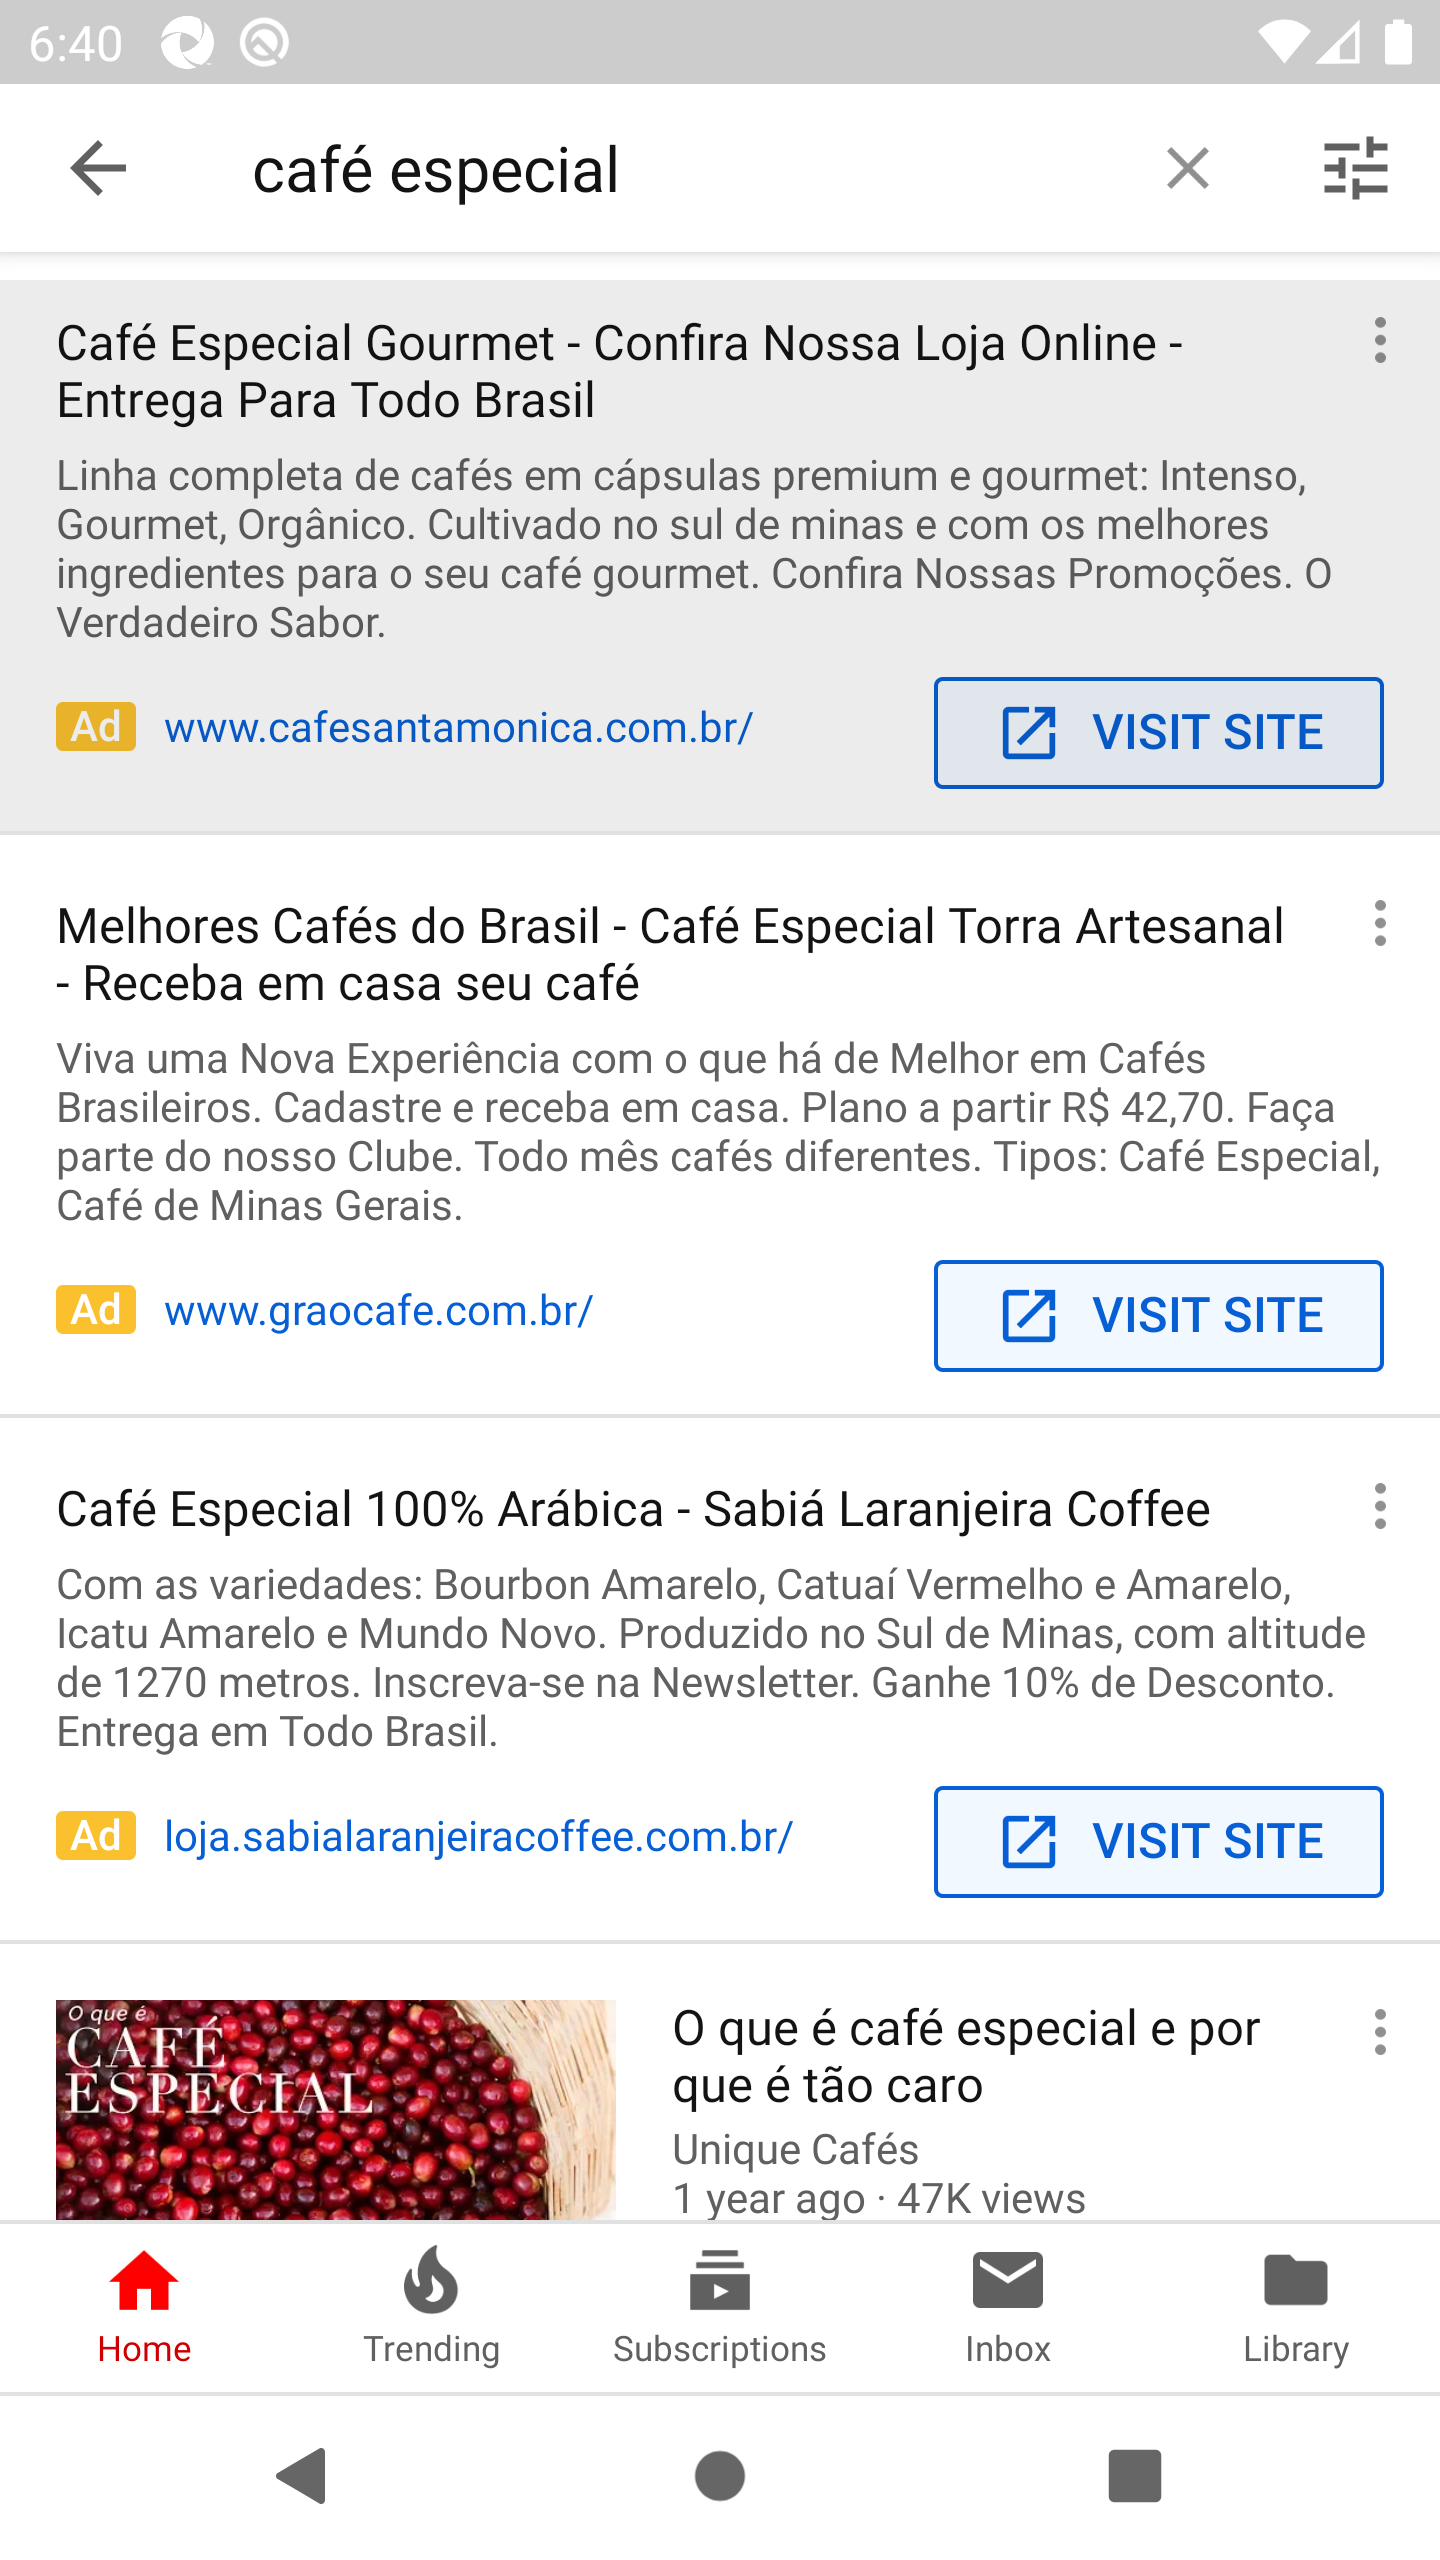 6:40
café especial
Café Especial Gourmet - Confira Nossa Loja Online -
Entrega Para Todo Brasil
Linha completa de cafés em cápsulas premium e gourmet: Intenso,
Gourmet, Orgânico. Cultivado no sul de minas e com os melhores
ingredientes para o seu café gourmet. Confira Nossas Promoções. O
Verdadeiro Sabor.
Ad www.cafesantamonica.com.br/ VISIT SITE
Melhores Cafés do Brasil - Café Especial Torra Artesanal
- Receba em casa seu café
Viva uma Nova Experiência com o que há de Melhor em Cafés
Brasileiros. Cadastre e receba em casa. Plano a partir R$ 42,70. Faça
parte do nosso Clube. Todo mês cafés diferentes. Tipos: Café Especial,
Café de Minas Gerais.
Ad www.graocafe.com.br/ VISIT SITE
Café Especial 100% Arábica - Sabiá Laranjeira Coffee
Com as variedades: Bourbon Amarelo, Catuaí Vermelho e Amarelo,
Icatu Amarelo e Mundo Novo. Produzido no Sul de Minas, com altitude
de 1270 metros. Inscreva-se na Newsletter. Ganhe 10% de Desconto.
Entrega em Todo Brasil.
Ad loja.sabialaranjeiracoffee.com.br/ VISIT SITE
O que é
CAFÉ
ESPECIAL
O que é café especial e por
que é tão caro
Unique Cafés
1 year ago · 47K views
Home Trending Subscriptions Inbox Library